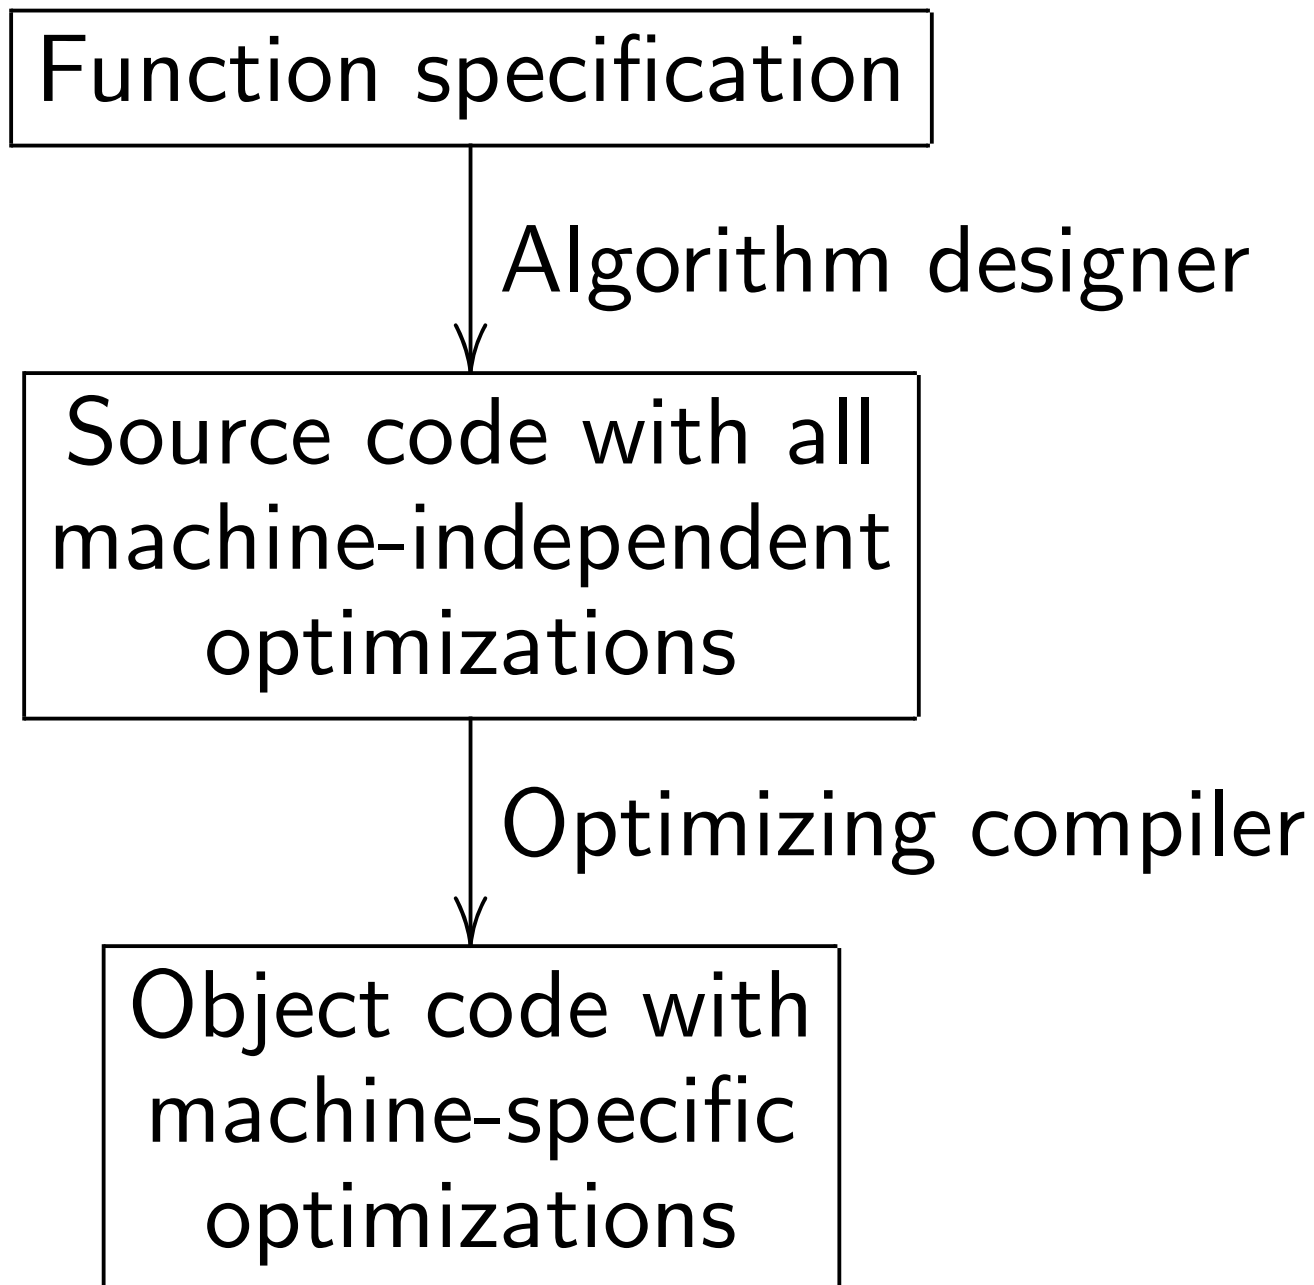 Function specification
Algorithm designer
Source code with all
machine-independent
optimizations
Optimizing compiler
Object code with
machine-specific
optimizations